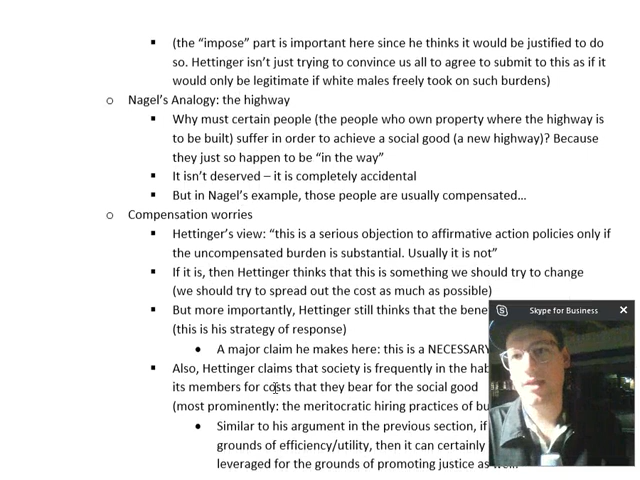 ▪ (the “impose” part is important here since he thinks it would be justified to do
so. Hettinger isn’t just trying to convince us all to agree to submit to this as if it
would only be legitimate if white males freely took on such burdens)
o Nagel’s Analogy: the highway
▪ Why must certain people (the people who own property where the highway is
to be built) suffer in order to achieve a social good (a new highway)? Because
they just so happen to be “in the way”
▪ It isn’t deserved – it is completely accidental
▪ But in Nagel’s example, those people are usually compensated…
o Compensation worries
▪ Hettinger’s view: “this is a serious objection to affirmative action policies only if
the uncompensated burden is substantial. Usually it is not”
▪ If it is, then Hettinger thinks that this is something we should try to change
(we should try to spread out the cost as much as possible)
▪ But more importantly, Hettinger still thinks that the bene
Skype for Business
(this is his strategy of response)
• A major claim he makes here: this is a NECESSARY
▪ Also, Hettinger claims that society is frequently in the hab
its members for costs that they bear for the social good
(most prominently: the meritocratic hiring practices of bu
• Similar to his argument in the previous section, if
grounds of efficiency/utility, then it can certainly
leveraged for the grounds of promoting justice as